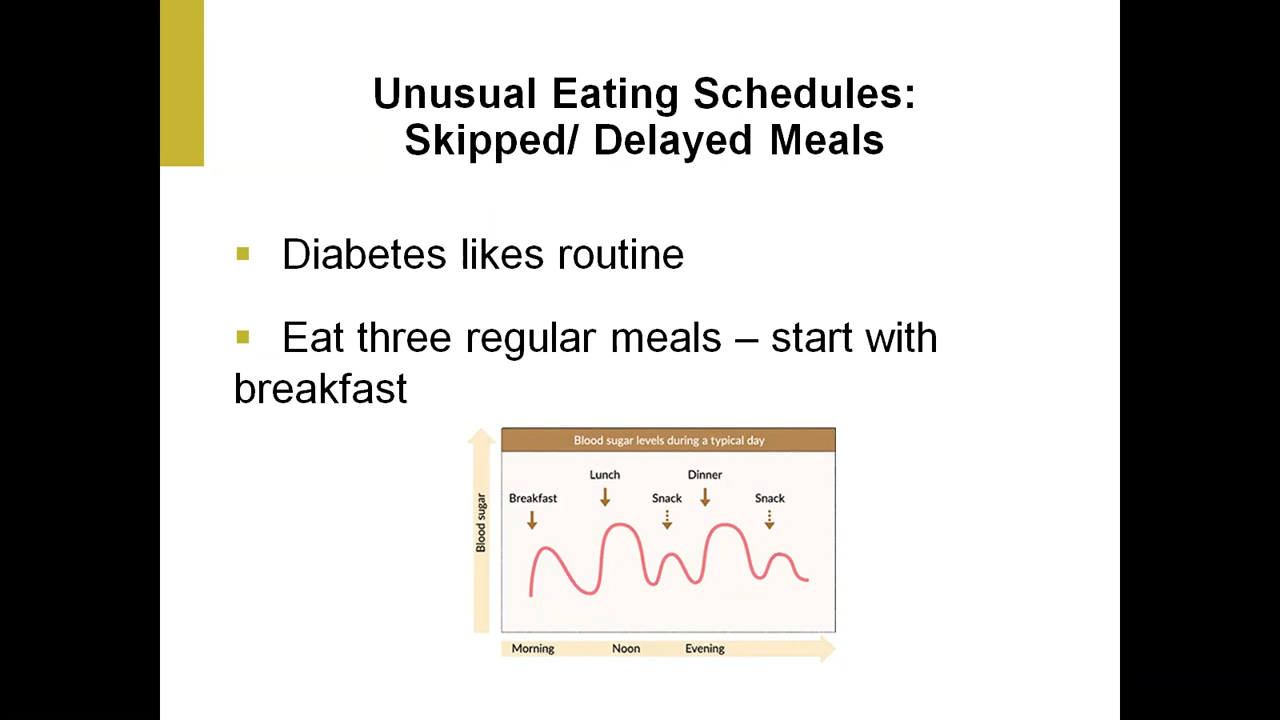 Unusual Eating Schedules:
Skipped/ Delayed Meals
▪ Diabetes likes routine
▪ Eat three regular meals – start with
breakfast
Blood sugar levels during a typical day
Lunch
Dinner
Breakfast
Snack
Snack
Blood sugar
Morning
Noon
Evening